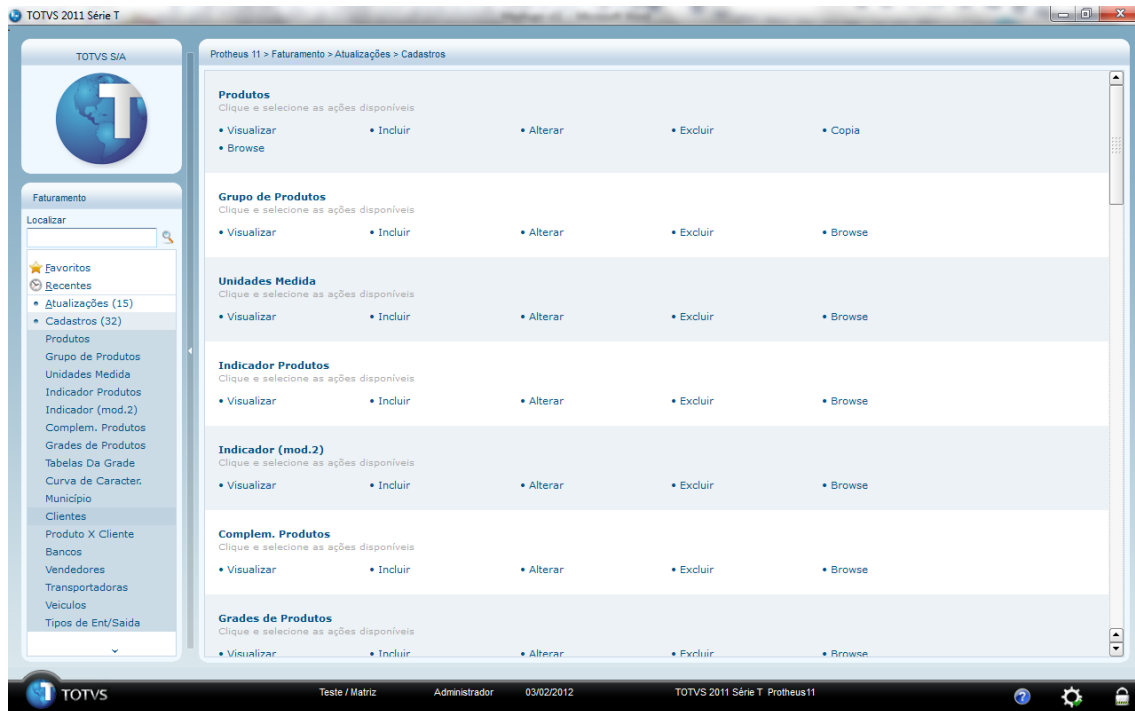 TOTVS 2011 Série T
TOTVS S/A
T
Faturamento
Localizar
Favoritos
Recentes
Atualizações (15)
Cadastros (32)
Produtos
Grupo de Produtos
Unidades Medida
Indicador Produtos
Indicador (mod.2)
Complem. Produtos
Grades de Produtos
Tabelas Da Grade
Curva de Caracter.
Município
Clientes
Produto X Cliente
Bancos
Vendedores
Transportadoras
Veiculos
Tipos de Ent/Saida
Protheus 11 > Faturamento > Atualizações > Cadastros
Produtos
Clique e selecione as ações disponíveis
• Visualizar • Incluir • Alterar • Excluir • Copia
• Browse
Grupo de Produtos
Clique e selecione as ações disponíveis
• Visualizar • Incluir • Alterar • Excluir • Browse
Unidades Medida
Clique e selecione as ações disponíveis
• Visualizar • Incluir • Alterar • Excluir • Browse
Indicador Produtos
Clique e selecione as ações disponíveis
• Visualizar • Incluir • Alterar • Excluir • Browse
Indicador (mod.2)
Clique e selecione as ações disponíveis
• Visualizar • Incluir • Alterar • Excluir • Browse
Complem. Produtos
Clique e selecione as ações disponíveis
• Visualizar • Incluir • Alterar • Excluir • Browse
Grades de Produtos
Clique e selecione as ações disponíveis
• Visualizar • Incluir • Alterar • Excluir • Browse
T TOTVS Teste / Matriz Administrador 03/02/2012 TOTVS 2011 Série T Protheus11